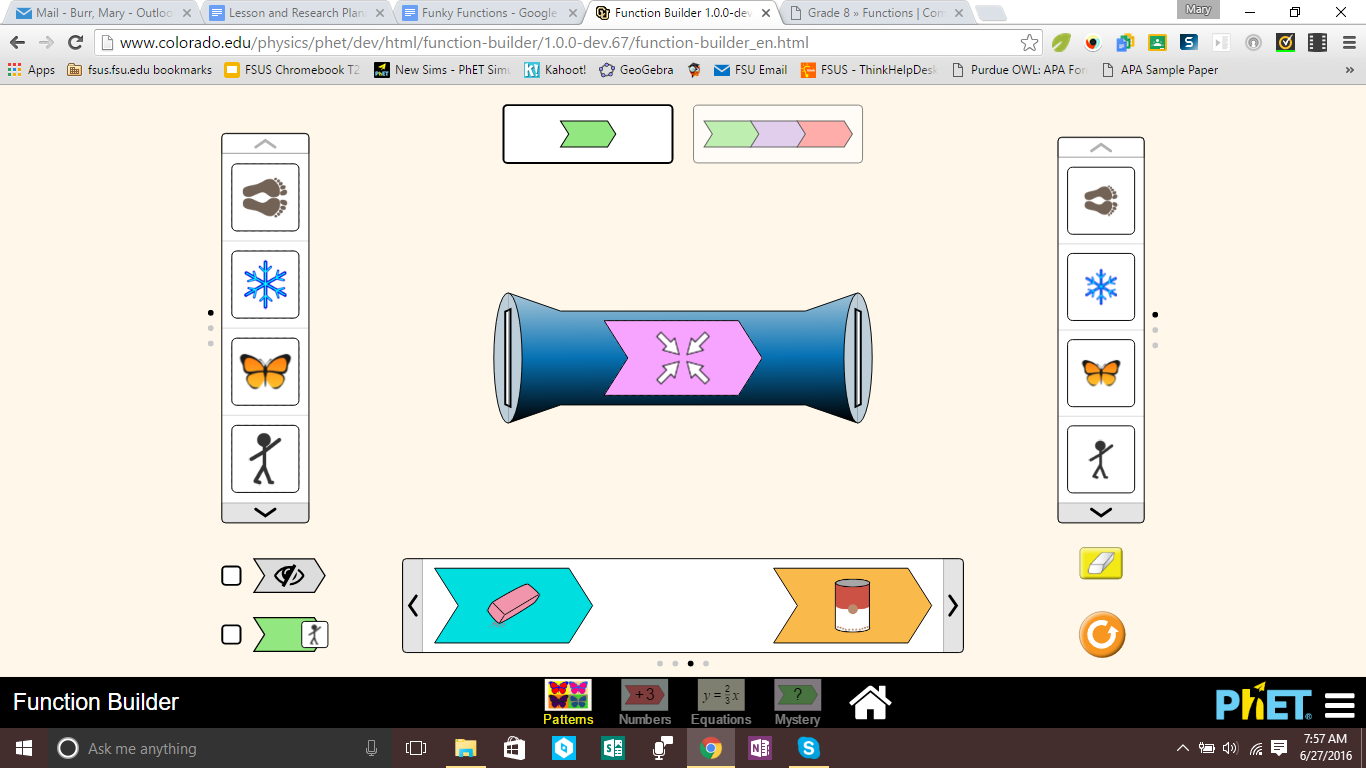 Mail - Burr, Mary - Outloo
Lesson and Research Plan
Funky Functions - Google
Function Builder 1.0.0-dev
Grade 8 » Functions | Com
Mary
www.colorado.edu/physics/phet/dev/html/function-builder/1.0.0-dev.67/function-builder_en.html
Apps
fsus.fsu.edu bookmarks
FSUS Chromebook T2
New Sims - PhET Simu
Kahoot!
GeoGebra
FSU Email
FSUS - ThinkHelpDesk
Purdue OWL: APA For
APA Sample Paper
»
Function Builder
Patterns
+3
Numbers
y = 2/3 x
Equations
?
Mystery
PhET
Ask me anything
7:57 AM
6/27/2016